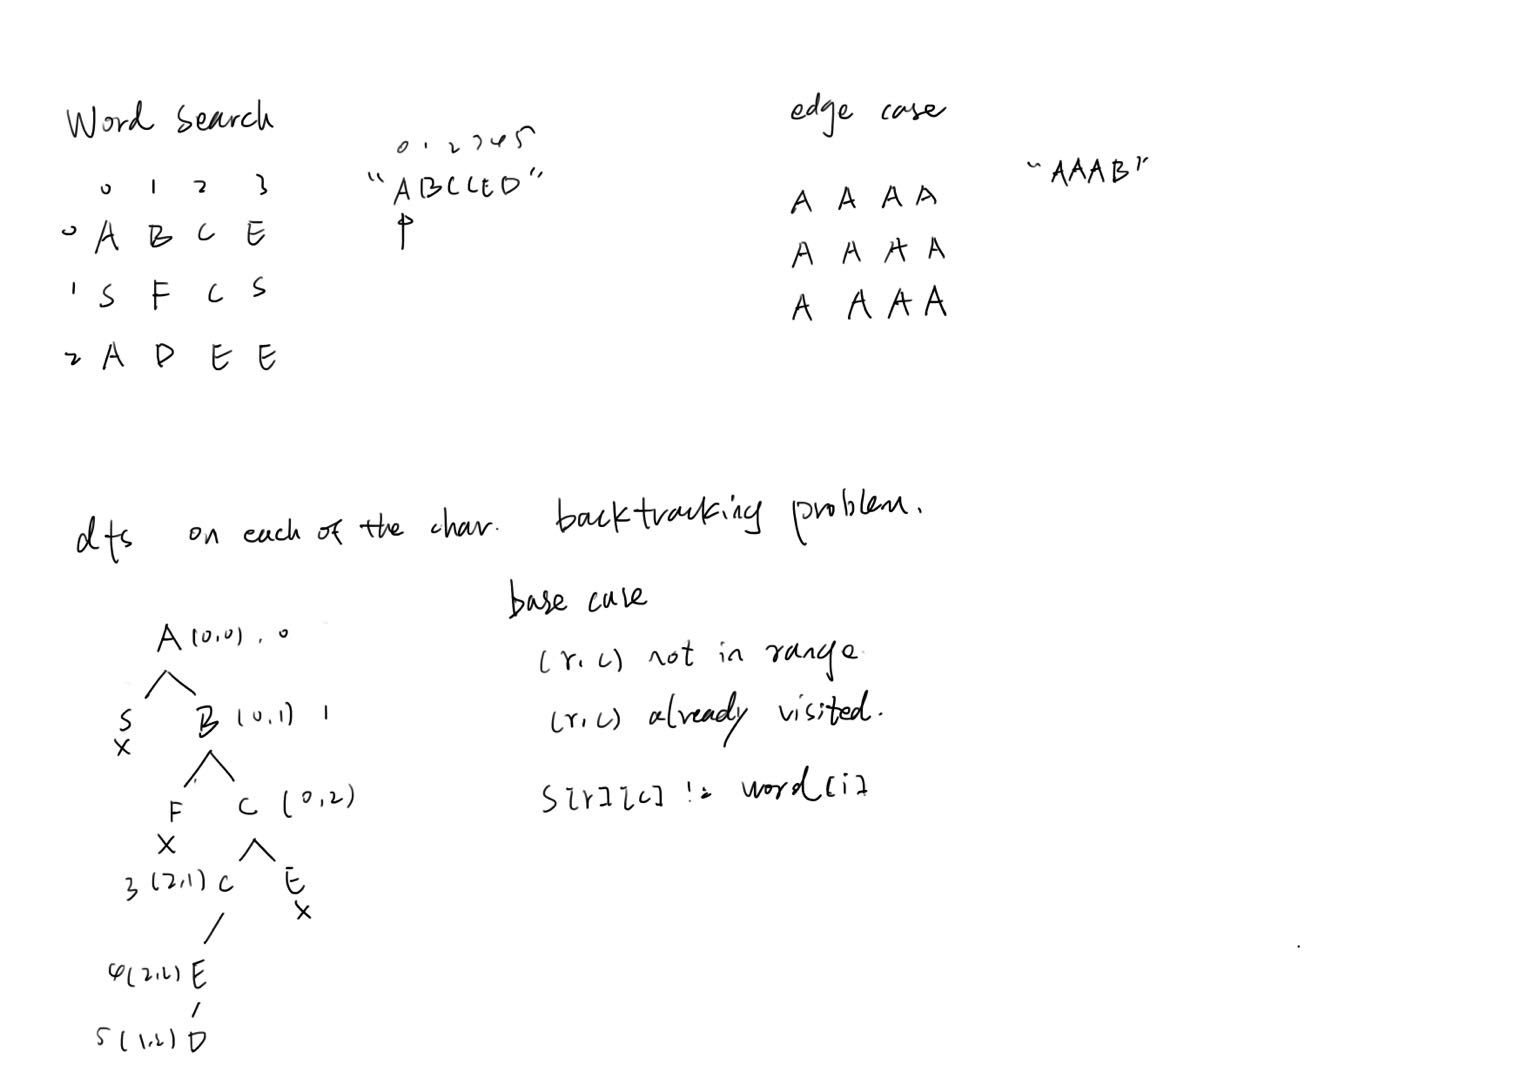 Word Search
0 1 2 3 4 5
"ABCCED"
0 1 2 3
0 A B C E
1 S F C S
2 A D E E
edge case
"AAAB"
A A A A
A A A A
A A A A
dfs on each of the char. backtracking problem.
base case
(r, c) not in range.
(r, c) already visited.
S[r][c] != word[i]
A (0,0), 0
S B (0,1) 1
X
F C (0,2)
X
3 (2,1) C E
X
4 (2,2) E
5 (1,2) D